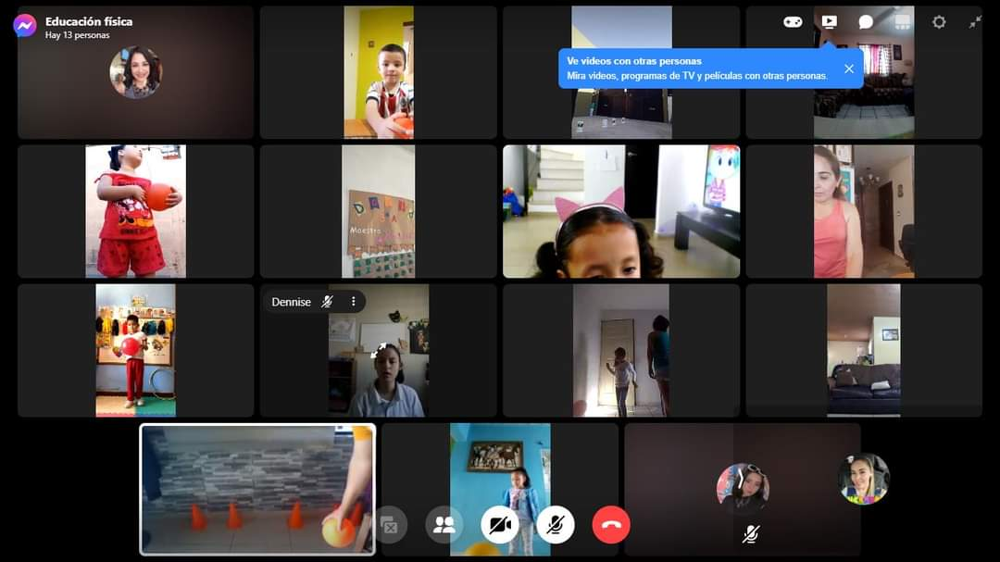 Educación física
Hay 13 personas
Ve videos con otras personas
Mira videos, programas de TV y películas con otras personas.
Maestra
Dennise